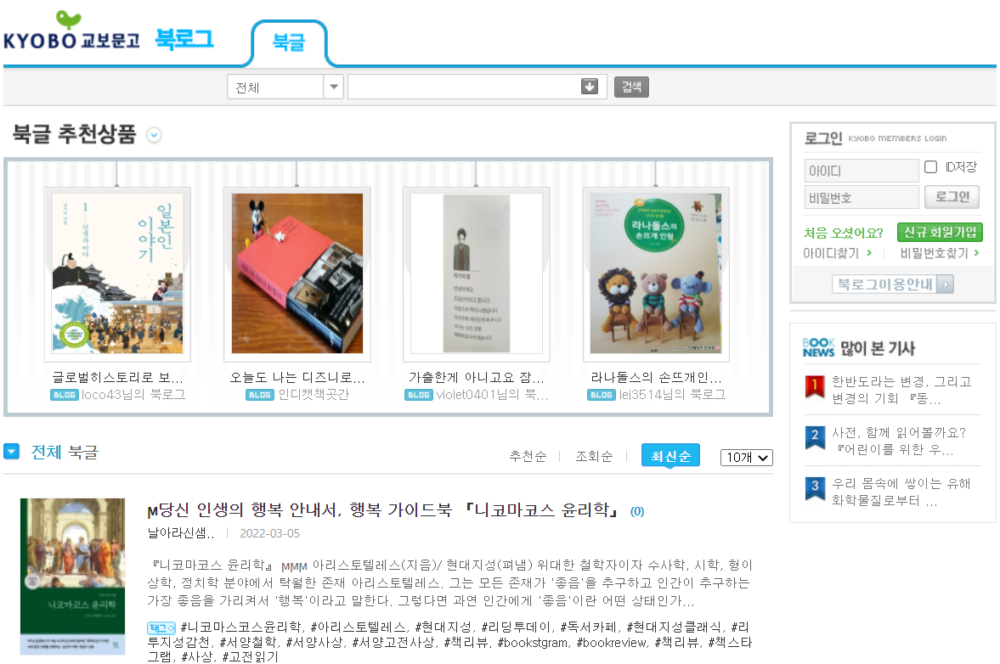 KYOBO 교보문고 북로그 북글
전체 검색
북글 추천상품
일본인
이야기
1
전쟁과 바다
라나돌스의
손뜨개 인형
작가의 말
안녕하세요.
글로벌히스토리로 보...
BLOG loco43님의 북로그
오늘도 나는 디즈니로...
BLOG 인디캣책곳간
가출한게 아니고요 잠...
BLOG violet0401님의 북...
라나돌스의 손뜨개인...
BLOG lei3514님의 북로그
로그인 KYOBO MEMBERS LOGIN
아이디 ID저장
비밀번호 로그인
처음 오셨어요? 신규 회원가입
아이디찾기 비밀번호찾기
북로그이용안내
BOOK NEWS 많이 본 기사
1 한반도라는 변경, 그리고
변경의 기회 『동...
2 사전, 함께 읽어볼까요?
『어린이를 위한 우...
3 우리 몸속에 쌓이는 유해
화학물질로부터 ...
전체 북글
추천순 조회순 최신순 10개
니코마코스 윤리학
ϻ당신 인생의 행복 안내서, 행복 가이드북 『니코마코스 윤리학』 (0)
날아라신샘.. 2022-03-05
『니코마코스 윤리학』 ϻϻϻ 아리스토텔레스(지음)/ 현대지성(펴냄) 위대한 철학자이자 수사학, 시학, 형이
상학, 정치학 분야에서 탁월한 존재 아리스토텔레스. 그는 모든 존재가 '좋음'을 추구하고 인간이 추구하는
가장 좋음을 가리켜서 '행복'이라고 말한다. 그렇다면 과연 인간에게 '좋음'이란 어떤 상태인가?...
태그 #니코마코스윤리학, #아리스토텔레스, #현대지성, #리딩투데이, #독서카페, #현대지성클래식, #리
투지성감천, #서양철학, #서양사상, #서양고전, #북리뷰, #bookstgram, #bookreview, #서평, #책스타
그램, #사상, #고전읽기